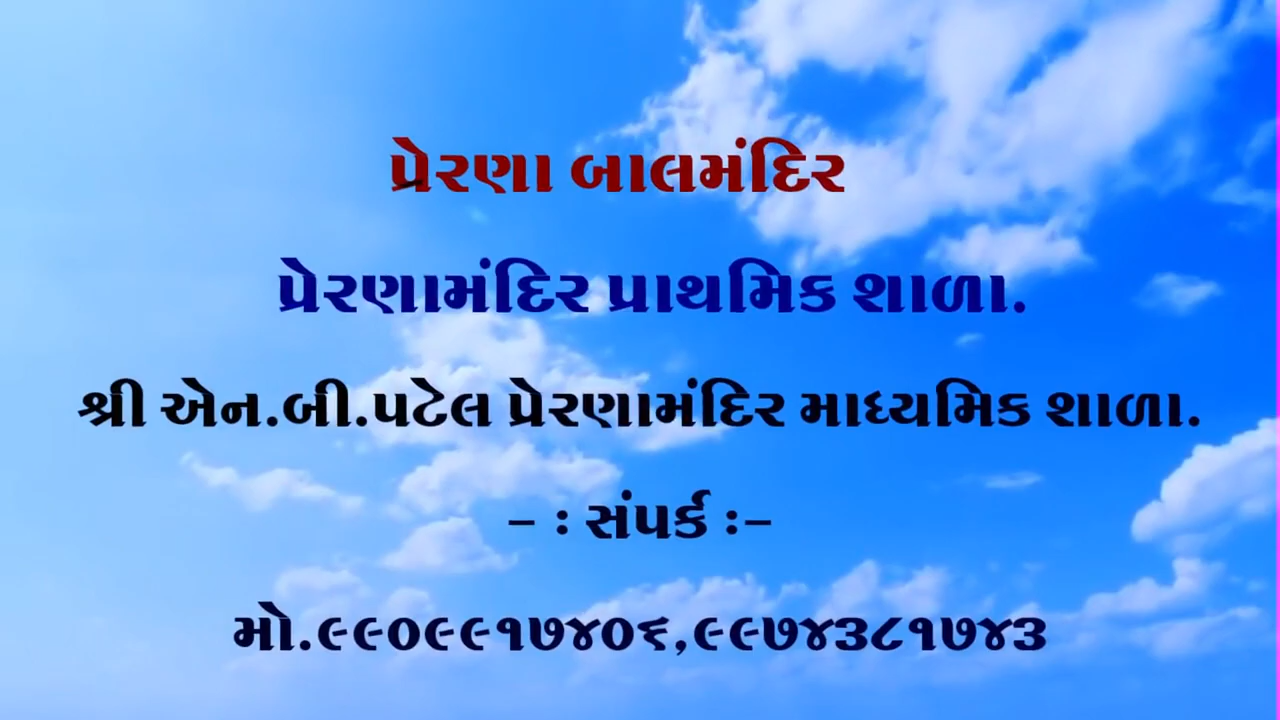 પ્રેરણા બાલમંદિર
પ્રેરણામંદિર પ્રાથમિક શાળા.
શ્રી એન.બી.પટેલ પ્રેરણામંદિર માધ્યમિક શાળા.
- : સંપર્ક :-
મો.૯૯૦૯૯૧૭૪૦૬,૯૯૭૪૩૮૧૭૪૩